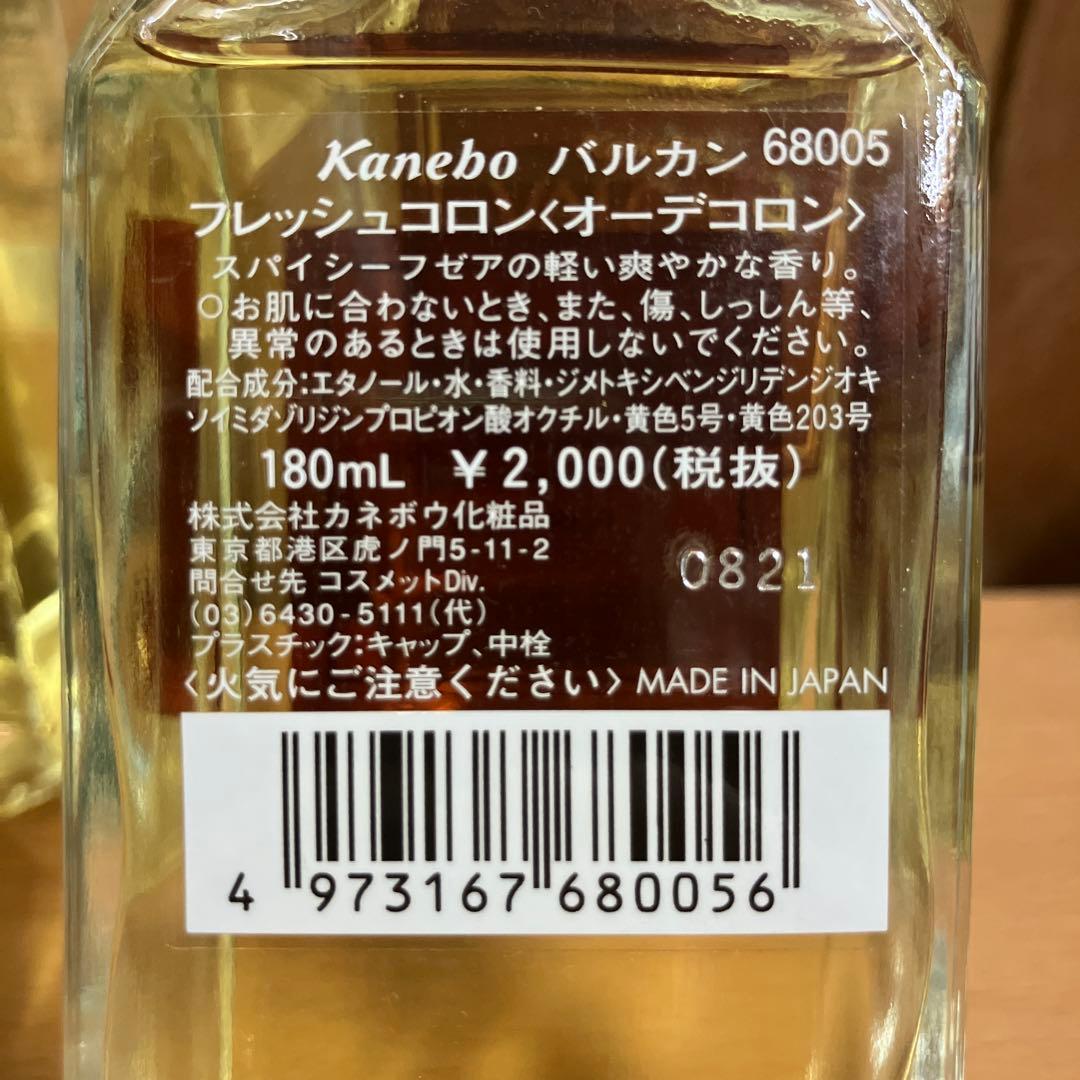 Kanebo バルカン 68005
フレッシュコロン〈オーデコロン〉
スパイシーフゼアの軽い爽やかな香り。
○お肌に合わないとき、また、傷、しっしん等、
異常のあるときは使用しないでください。
配合成分:エタノール・水・香料・ジメトキシベンジリデンジオキ
ソイミダゾリジンプロピオン酸オクチル・黄色5号・黄色203号
180mL ¥2,000(税抜)
株式会社カネボウ化粧品
東京都港区虎ノ門5-11-2
問合せ先 コスメットDiv.
(03)6430-5111(代)
0821
プラスチック:キャップ、中栓
〈火気にご注意ください〉 MADE IN JAPAN
4 973167 680056